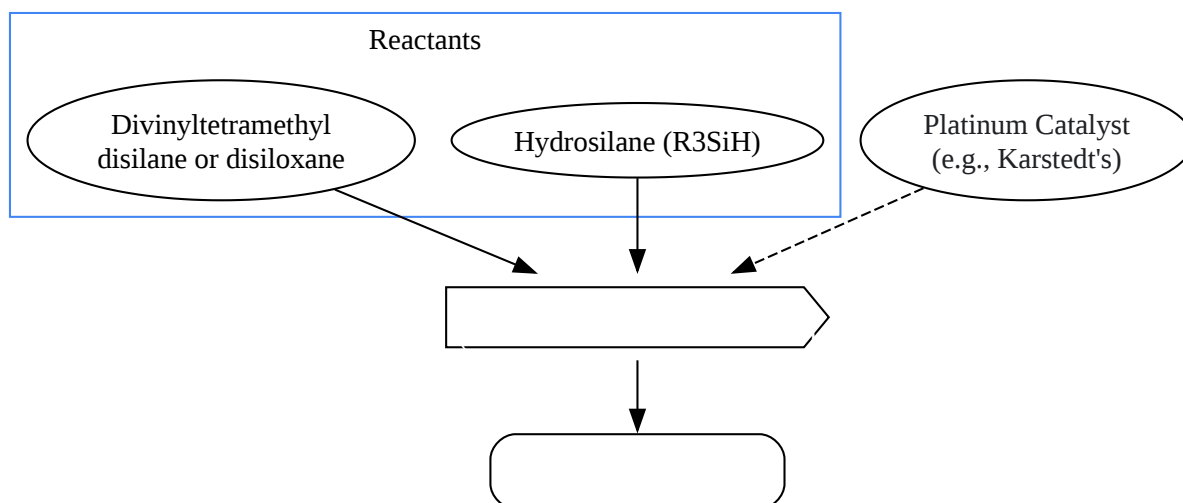 Reactants
Divinyltetramethyl
disilane or disiloxane
Hydrosilane (R3SiH)
Platinum Catalyst
(e.g., Karstedt's)